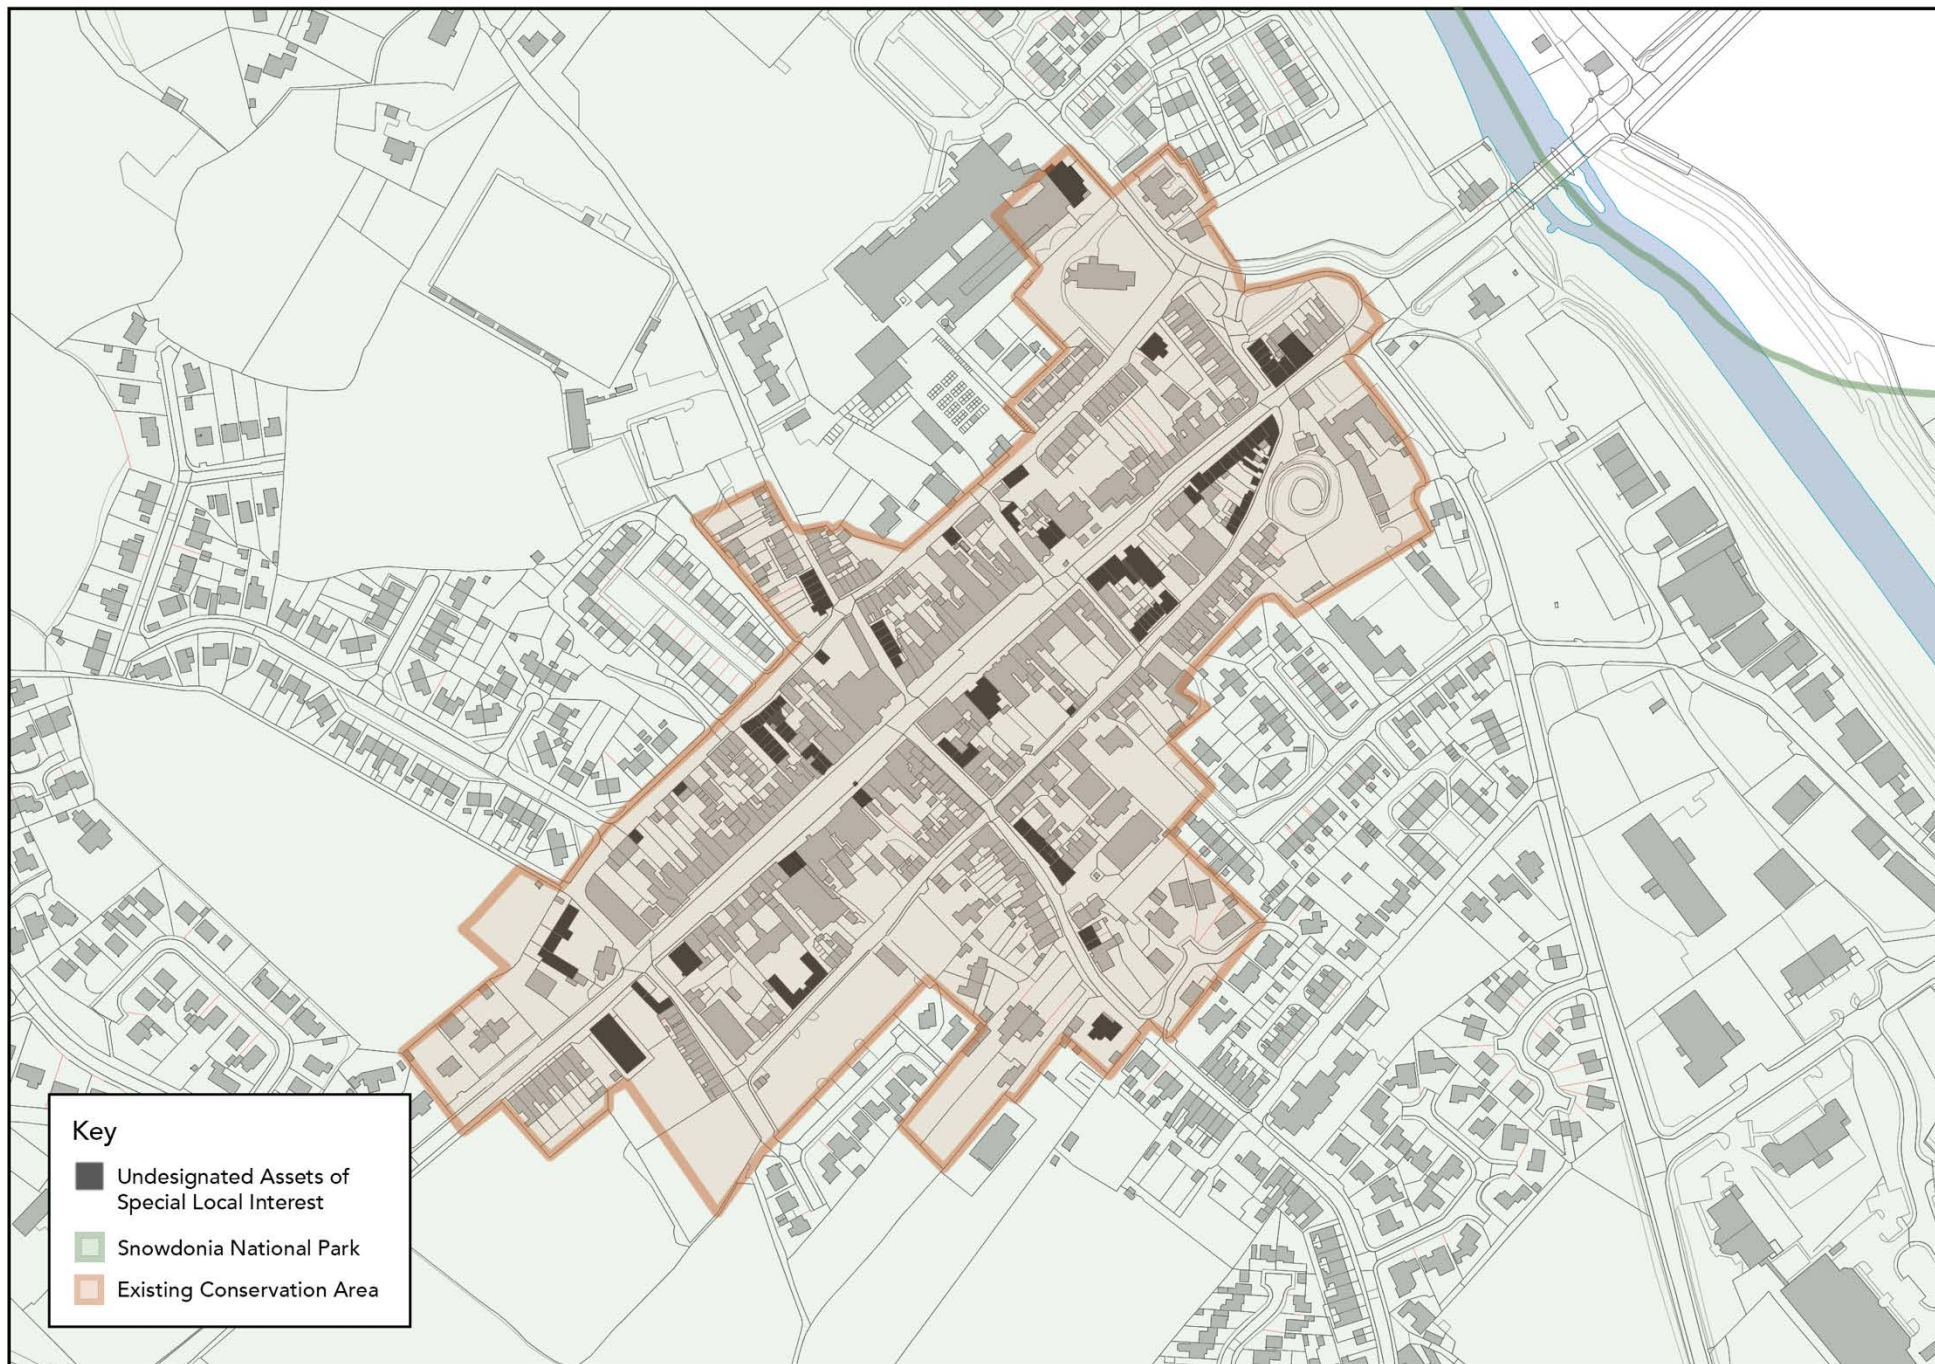 Key
Undesignated Assets of
Special Local Interest
Snowdonia National Park
Existing Conservation Area